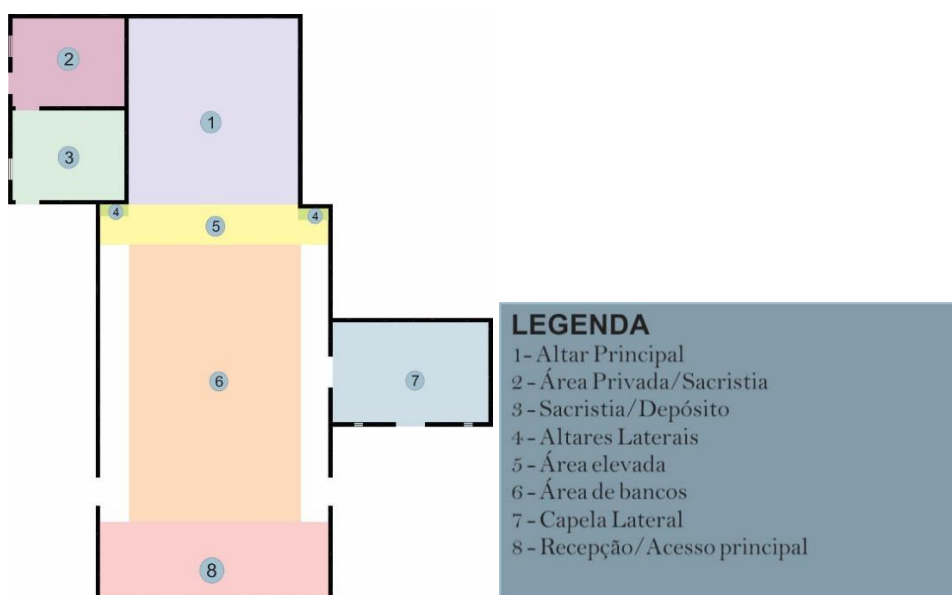 2
1
3
4
4
5
6
7
8
LEGENDA
1- Altar Principal
2 - Área Privada/Sacristia
3 - Sacristia/Depósito
4 - Altares Laterais
5 - Área elevada
6 - Área de bancos
7 - Capela Lateral
8 - Recepção/Acesso principal